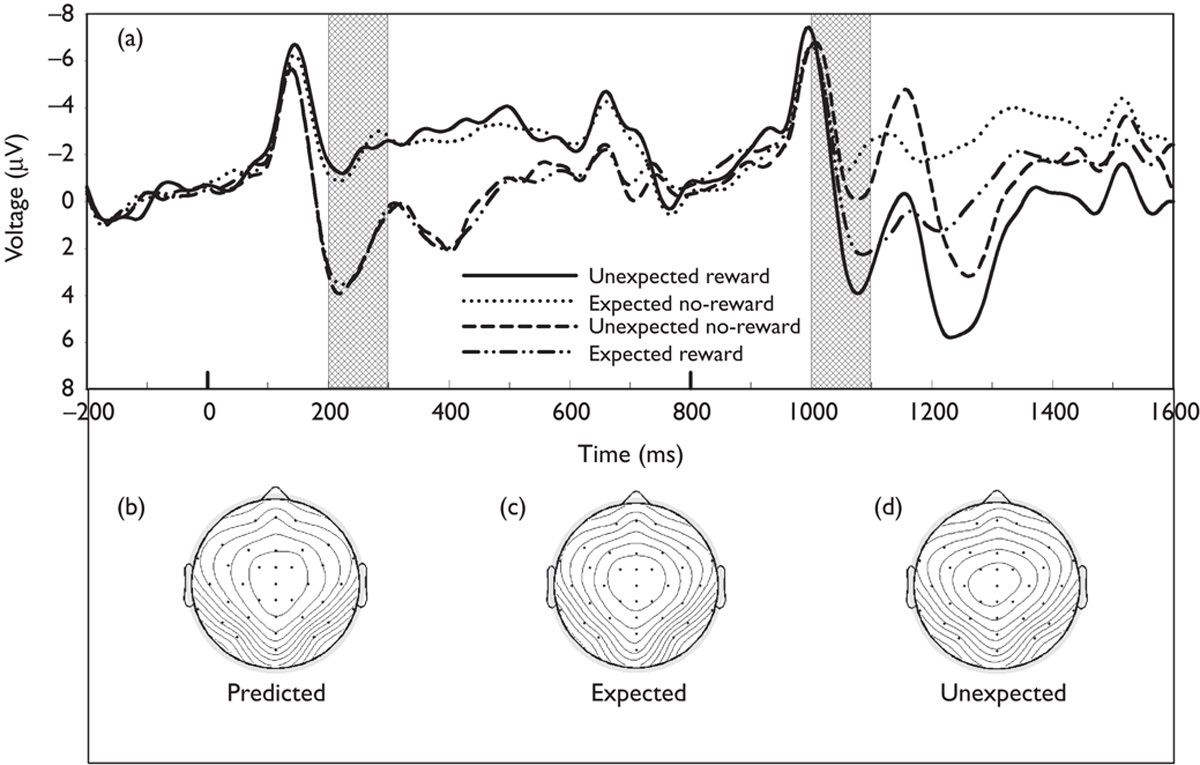 −8
(a)
−6
−4
−2
0
2
4
6
8
Voltage (µV)
Unexpected reward
Expected no-reward
Unexpected no-reward
Expected reward
−200 0 200 400 600 800 1000 1200 1400 1600
Time (ms)
(b) (c) (d)
Predicted Expected Unexpected